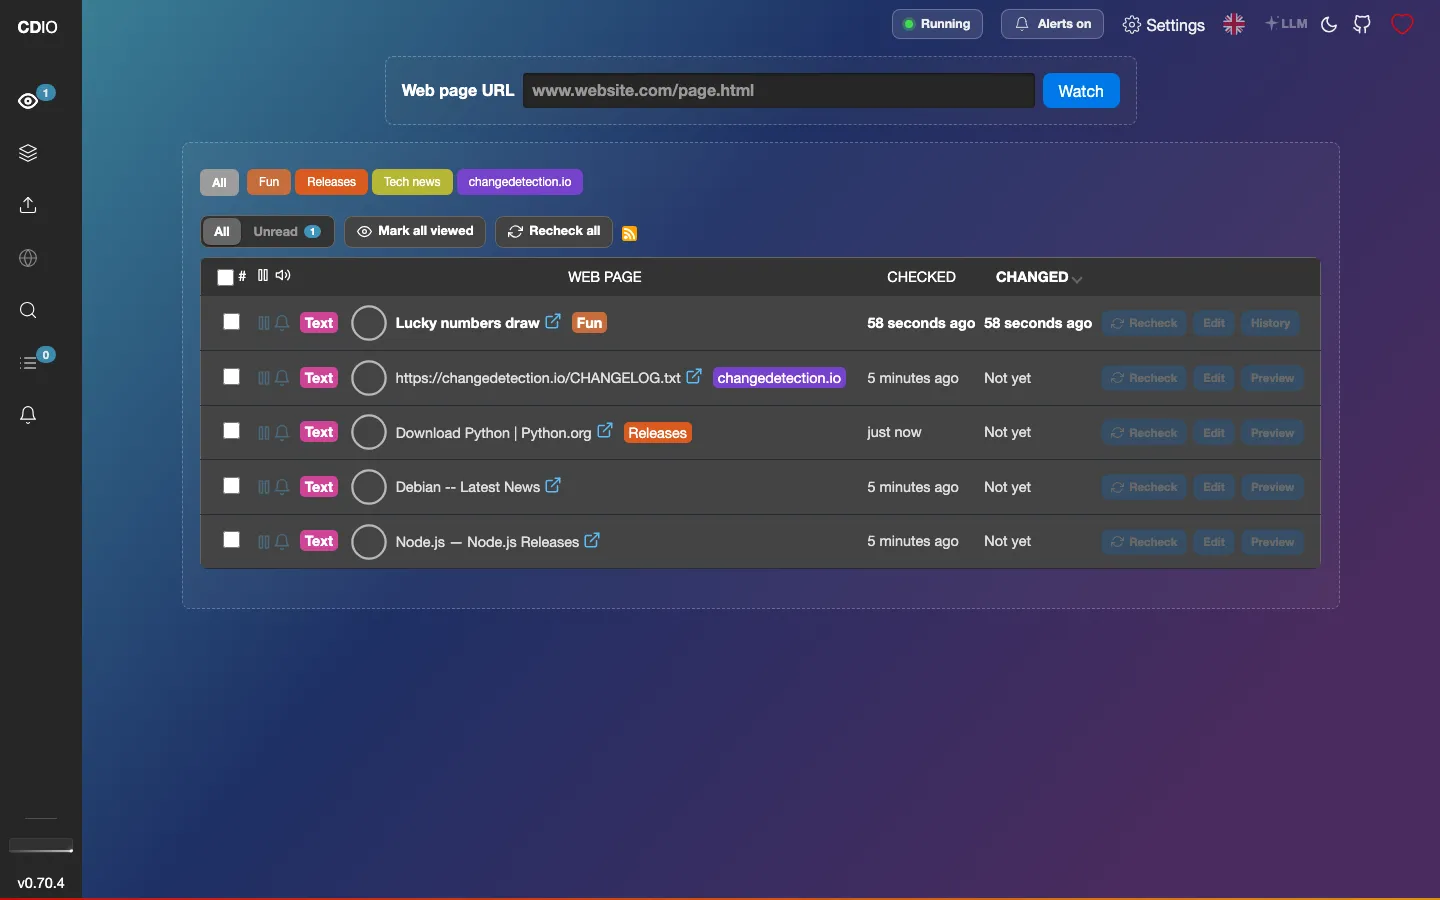 CDIO
Running
Alerts on
Settings
LLM
1
Web page URL
www.website.com/page.html
Watch
All
Fun
Releases
Tech news
changedetection.io
All
Unread 1
Mark all viewed
Recheck all
# WEB PAGE CHECKED CHANGED
Text Lucky numbers draw Fun 58 seconds ago 58 seconds ago Recheck Edit History
0
Text https://changedetection.io/CHANGELOG.txt changedetection.io 5 minutes ago Not yet Recheck Edit Preview
Text Download Python | Python.org Releases just now Not yet Recheck Edit Preview
Text Debian -- Latest News 5 minutes ago Not yet Recheck Edit Preview
Text Node.js — Node.js Releases 5 minutes ago Not yet Recheck Edit Preview
v0.70.4